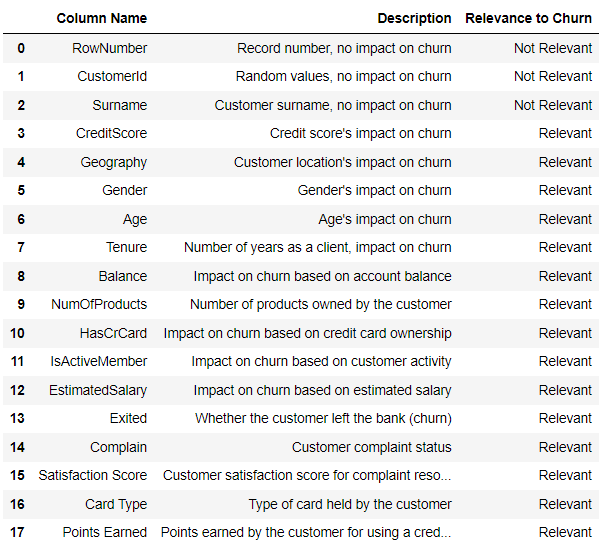 Column Name Description Relevance to Churn
0 RowNumber Record number, no impact on churn Not Relevant
1 CustomerId Random values, no impact on churn Not Relevant
2 Surname Customer surname, no impact on churn Not Relevant
3 CreditScore Credit score's impact on churn Relevant
4 Geography Customer location's impact on churn Relevant
5 Gender Gender's impact on churn Relevant
6 Age Age's impact on churn Relevant
7 Tenure Number of years as a client, impact on churn Relevant
8 Balance Impact on churn based on account balance Relevant
9 NumOfProducts Number of products owned by the customer Relevant
10 HasCrCard Impact on churn based on credit card ownership Relevant
11 IsActiveMember Impact on churn based on customer activity Relevant
12 EstimatedSalary Impact on churn based on estimated salary Relevant
13 Exited Whether the customer left the bank (churn) Relevant
14 Complain Customer complaint status Relevant
15 Satisfaction Score Customer satisfaction score for complaint reso... Relevant
16 Card Type Type of card held by the customer Relevant
17 Points Earned Points earned by the customer for using a cred... Relevant